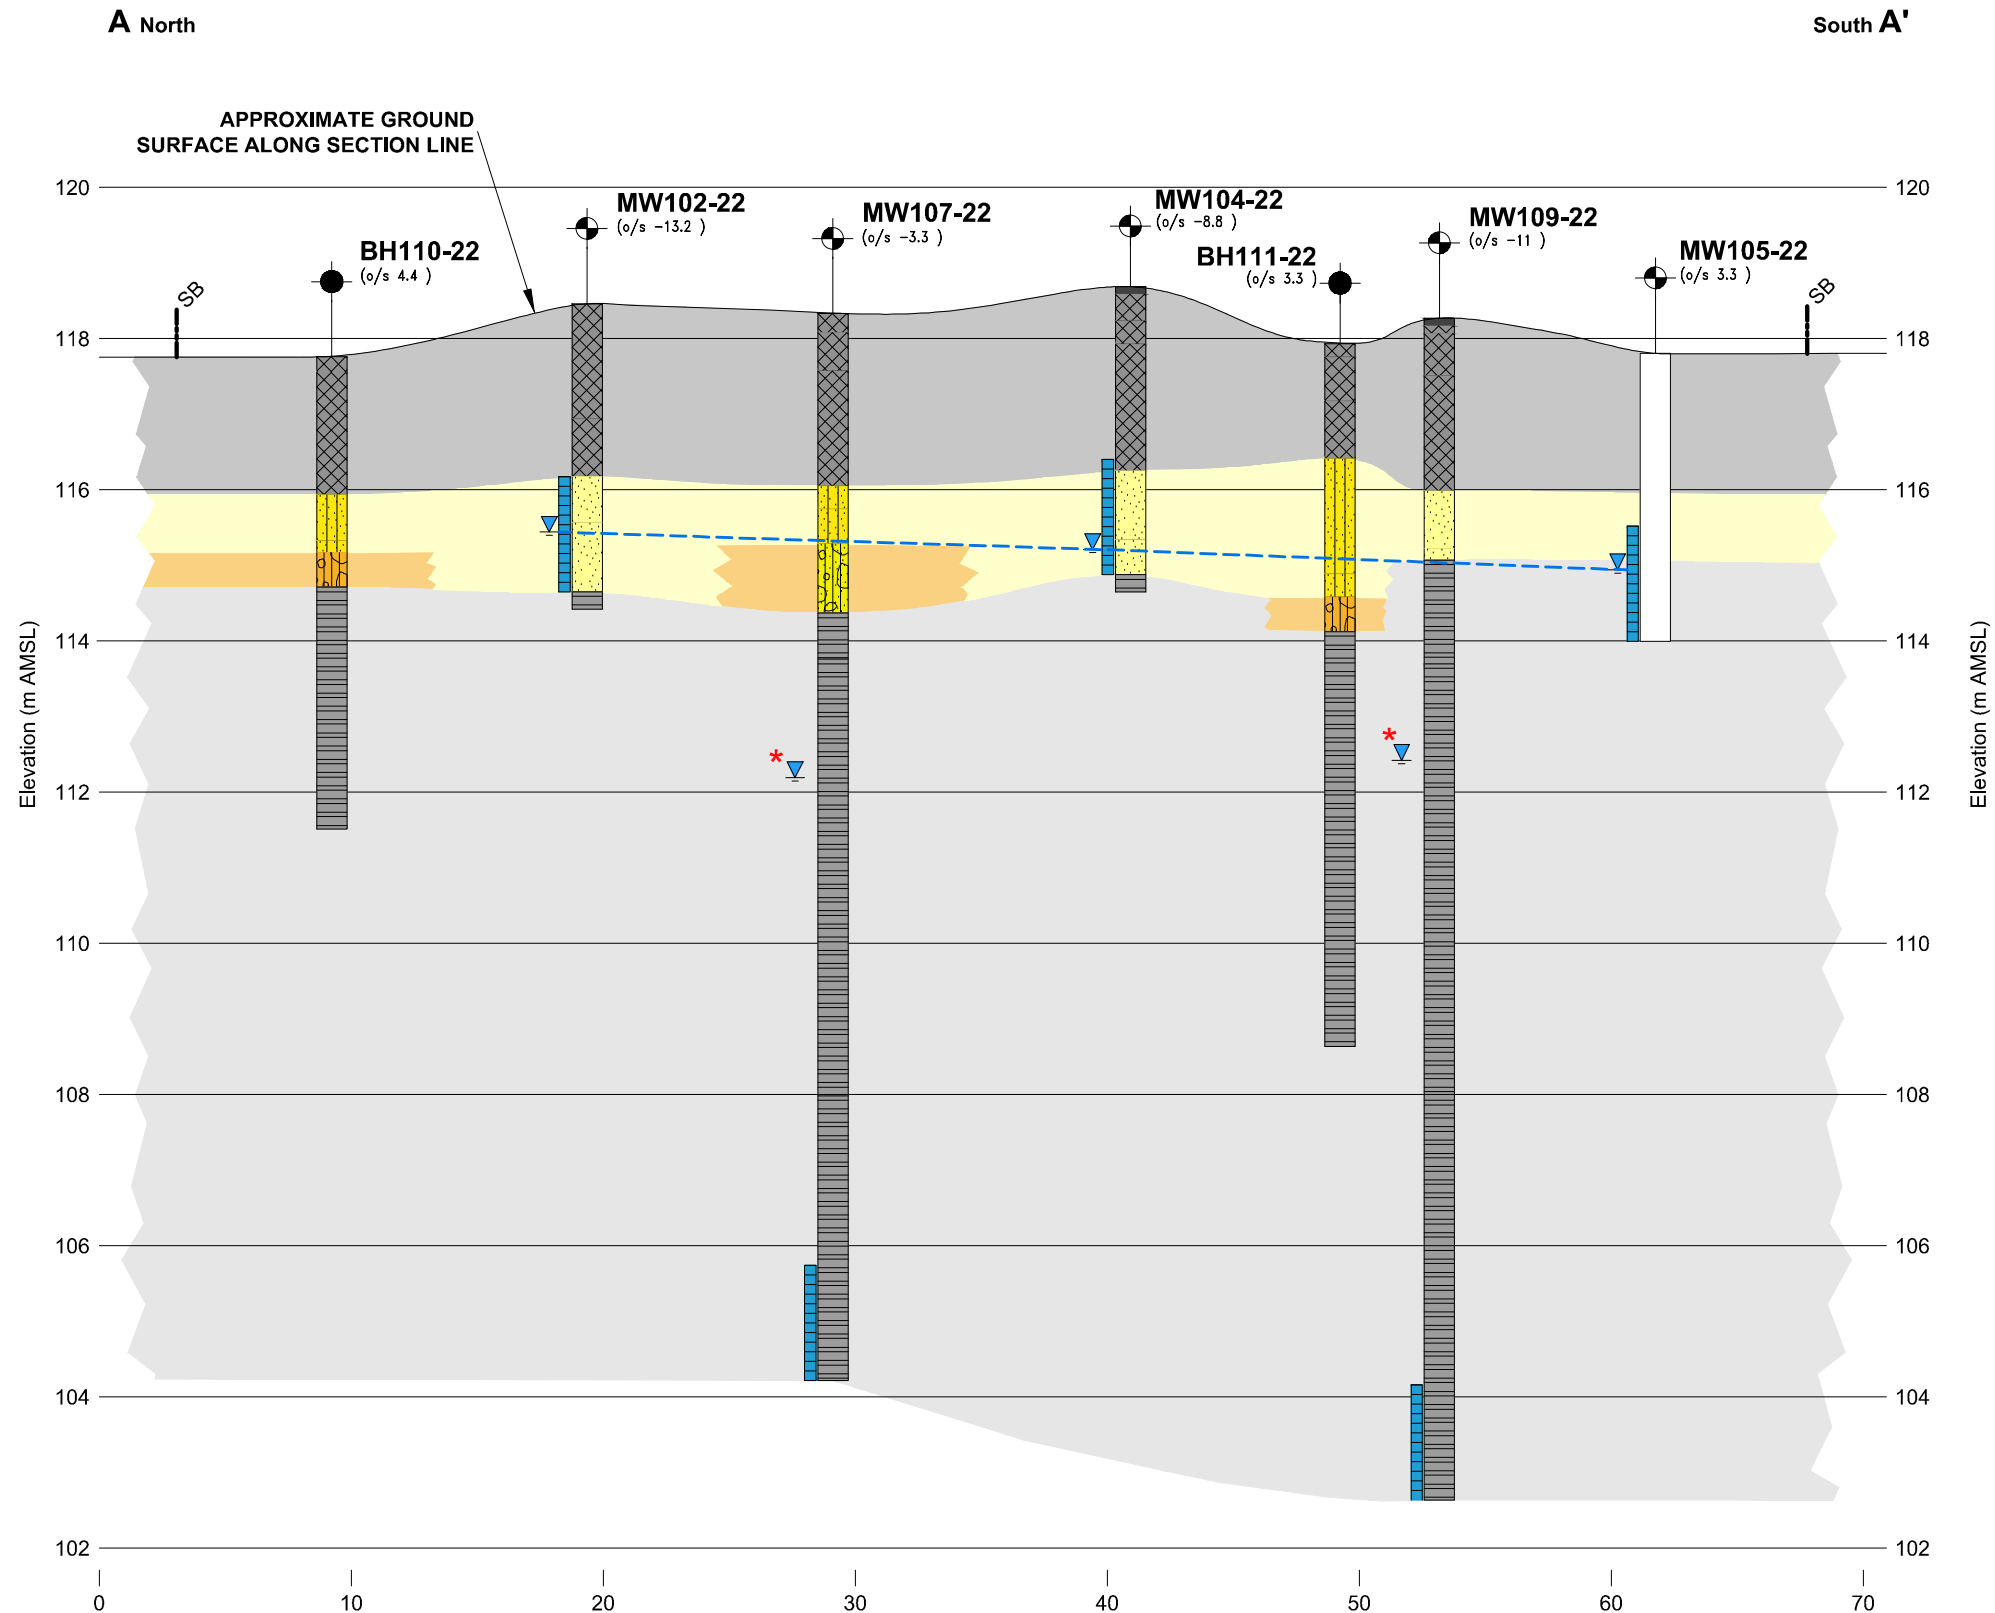 A North
South A'
APPROXIMATE GROUND
SURFACE ALONG SECTION LINE
120
120
MW102-22
(o/s -13.2 )
MW107-22
(o/s -3.3 )
MW104-22
(o/s -8.8 )
MW109-22
(o/s -11 )
BH110-22
(o/s 4.4 )
BH111-22
(o/s 3.3 )
MW105-22
(o/s 3.3 )
SB
SB
118
118
116
116
114
114
Elevation (m AMSL)
Elevation (m AMSL)
*
*
112
112
110
110
108
108
106
106
104
104
102
102
0 10 20 30 40 50 60 70